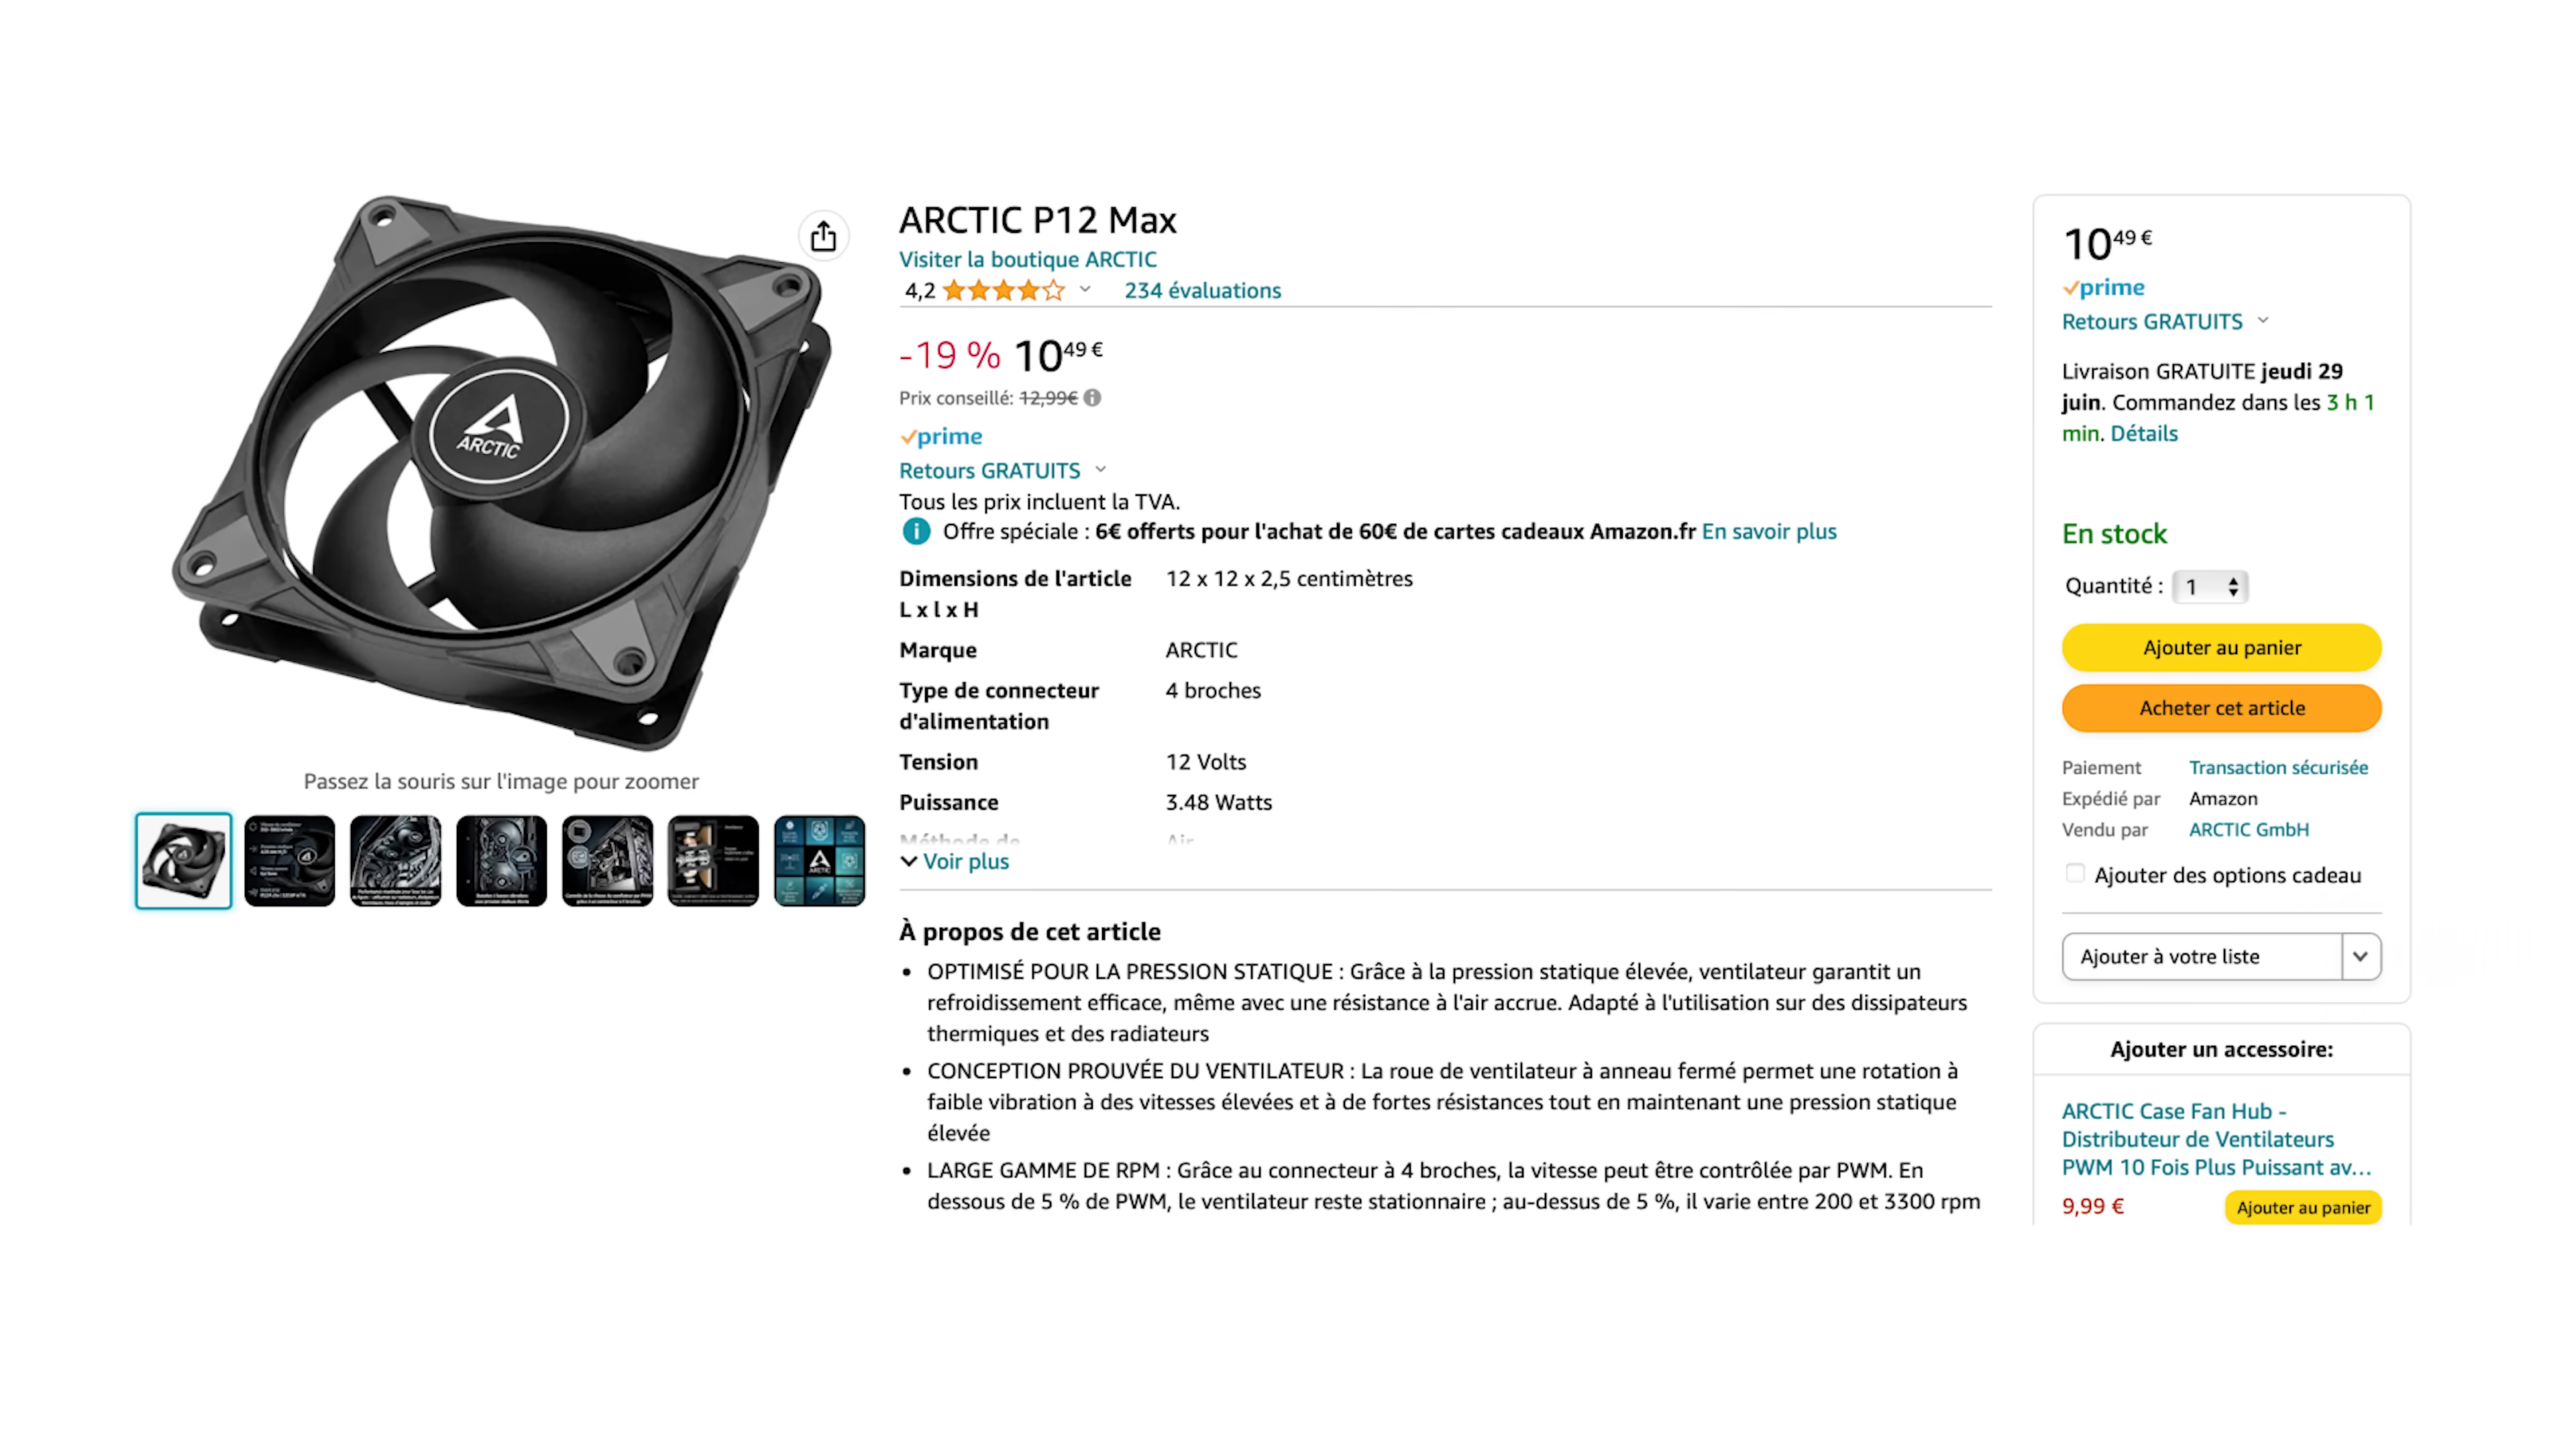 ARCTIC
Passez la souris sur l'image pour zoomer
ARCTIC P12 Max
Visiter la boutique ARCTIC
4,2
234 évaluations
-19 % 10 49 €
Prix conseillé: 12,99€
prime
Retours GRATUITS
Tous les prix incluent la TVA.
Offre spéciale : 6€ offerts pour l'achat de 60€ de cartes cadeaux Amazon.fr En savoir plus
Dimensions de l'article 12 x 12 x 2,5 centimètres
L x l x H
Marque ARCTIC
Type de connecteur 4 broches
d'alimentation
Tension 12 Volts
Puissance 3.48 Watts
Méthode de Air
Voir plus
À propos de cet article
• OPTIMISÉ POUR LA PRESSION STATIQUE : Grâce à la pression statique élevée, ventilateur garantit un
refroidissement efficace, même avec une résistance à l'air accrue. Adapté à l'utilisation sur des dissipateurs
thermiques et des radiateurs
• CONCEPTION PROUVÉE DU VENTILATEUR : La roue de ventilateur à anneau fermé permet une rotation à
faible vibration à des vitesses élevées et à de fortes résistances tout en maintenant une pression statique
élevée
• LARGE GAMME DE RPM : Grâce au connecteur à 4 broches, la vitesse peut être contrôlée par PWM. En
dessous de 5 % de PWM, le ventilateur reste stationnaire ; au-dessus de 5 %, il varie entre 200 et 3300 rpm
10 49 €
prime
Retours GRATUITS
Livraison GRATUITE jeudi 29
juin. Commandez dans les 3 h 1
min. Détails
En stock
Quantité : 1
Ajouter au panier
Acheter cet article
Paiement Transaction sécurisée
Expédié par Amazon
Vendu par ARCTIC GmbH
Ajouter des options cadeau
Ajouter à votre liste
Ajouter un accessoire:
ARCTIC Case Fan Hub -
Distributeur de Ventilateurs
PWM 10 Fois Plus Puissant av…
9,99 € Ajouter au panier